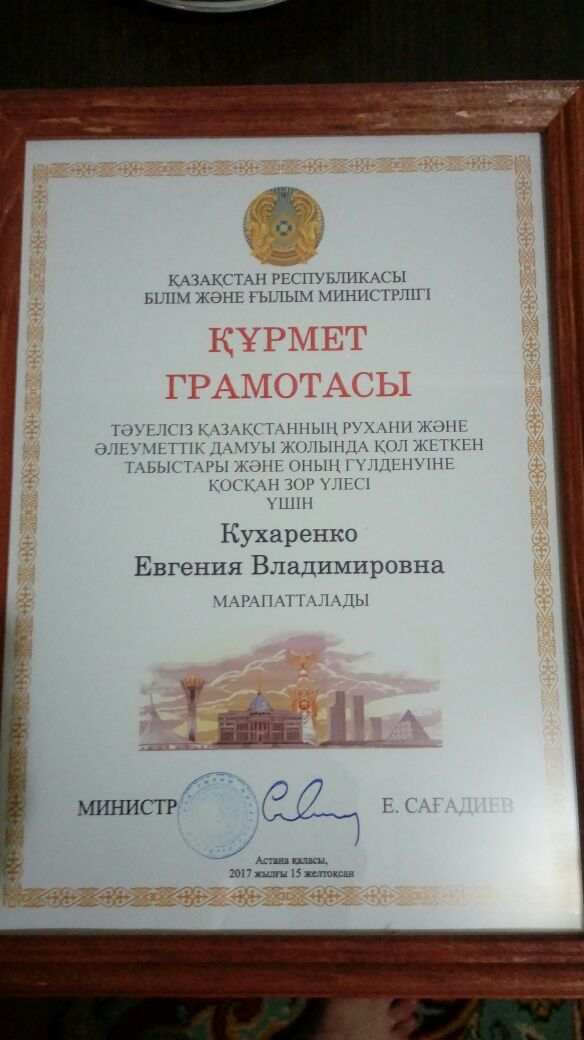 ҚАЗАҚСТАН РЕСПУБЛИКАСЫ
БІЛІМ ЖӘНЕ ҒЫЛЫМ МИНИСТРЛІГІ
ҚҰРМЕТ
ГРАМОТАСЫ
ТӘУЕЛСІЗ ҚАЗАҚСТАННЫҢ РУХАНИ ЖӘНЕ
ӘЛЕУМЕТТІК ДАМУЫ ЖОЛЫНДА ҚОЛ ЖЕТКЕН
ТАБЫСТАРЫ ЖӘНЕ ОНЫҢ ГҮЛДЕНУІНЕ
ҚОСҚАН ЗОР ҮЛЕСІ
ҮШІН
Кухаренко
Евгения Владимировна
МАРАПАТТАЛАДЫ
МИНИСТР Е. САҒАДИЕВ
Астана қаласы,
2017 жылғы 15 желтоқсан